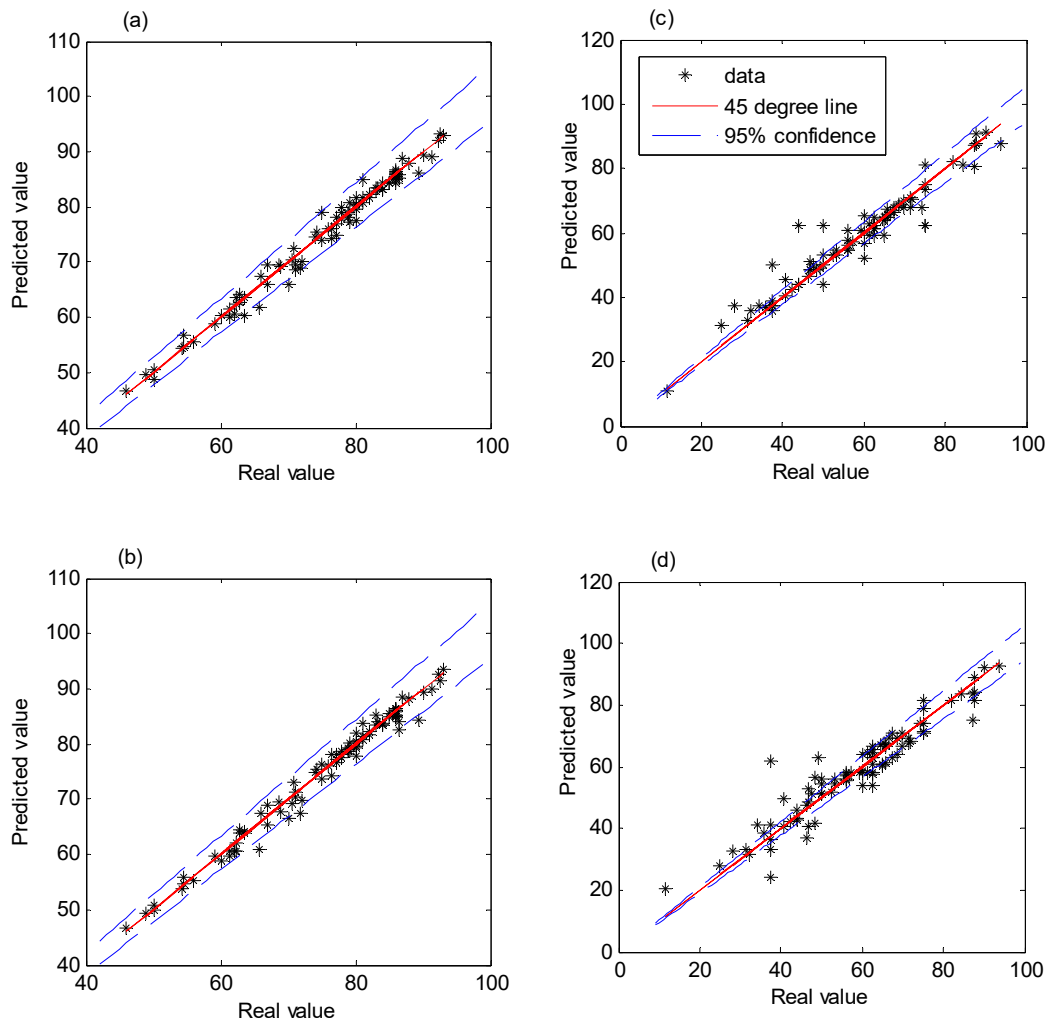 (a)
110
100
90
80
70
60
50
40
40 60 80 100
Predicted value
Real value
(c)
120
100
80
60
40
20
0
0 20 40 60 80 100
Predicted value
Real value
data
45 degree line
95% confidence
(b)
110
100
90
80
70
60
50
40
40 60 80 100
Predicted value
Real value
(d)
120
100
80
60
40
20
0
0 20 40 60 80 100
Predicted value
Real value